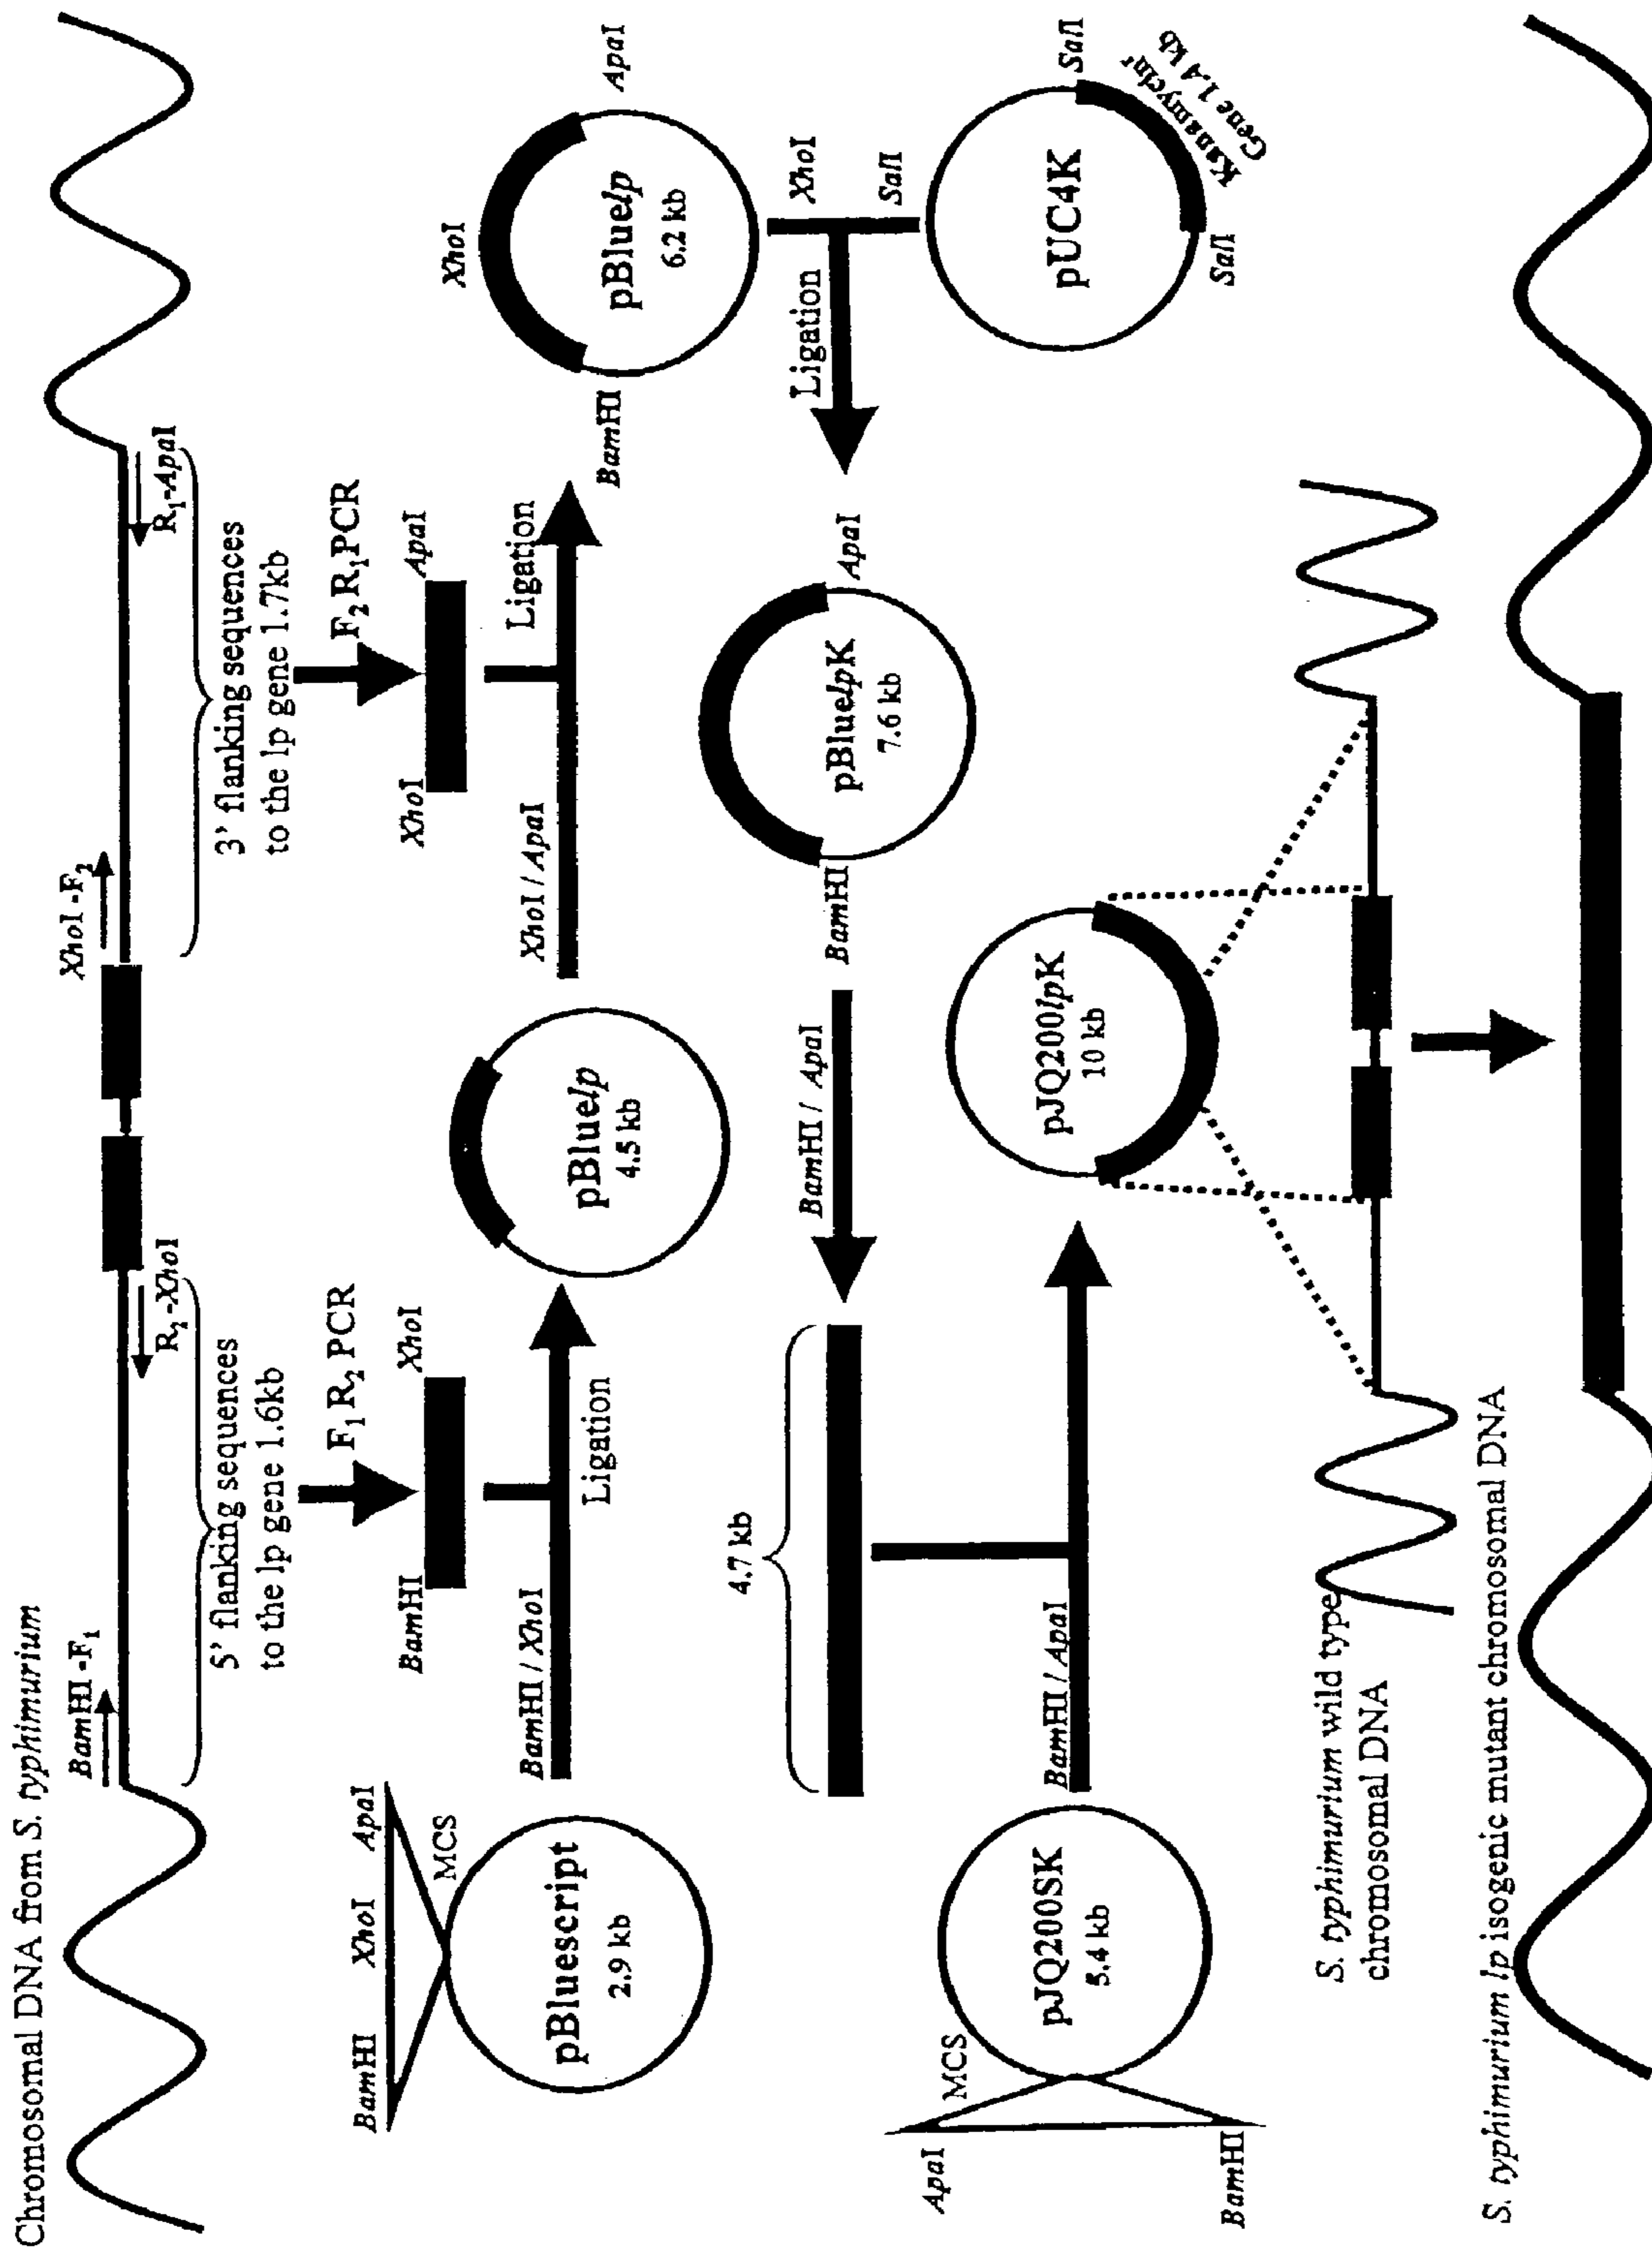 Chromosomal DNA from S. typhimurium
BamHI -F1
R2 -XhoI
XhoI -F2
R1-ApaI
5' flanking sequences
to the lp gene 1.6kb
3' flanking sequences
to the lp gene 1.7kb
F1 R2 PCR
F2 R1PCR
BamHI
XhoI
ApaI
MCS
pBluescript
2.9 kb
BamHI
XhoI
BamHI / XhoI
Ligation
pBluelp
4.5 kb
XhoI
ApaI
XhoI / ApaI
Ligation
XhoI
BamHI
ApaI
pBluelp
6.2 kb
XhoI
SalI
Ligation
pUC4K
SalI
SalI
Kanamycinr
Gene 1.4 kb
ApaI
BamHI
pBluelpK
7.6 kb
BamHI / ApaI
4.7 kb
ApaI
MCS
BamHI
pJQ200SK
5.4 kb
BamHI / ApaI
pJQ200lpK
10 kb
S. typhimurium wild type
chromosomal DNA
S. typhimurium lp isogenic mutant chromosomal DNA